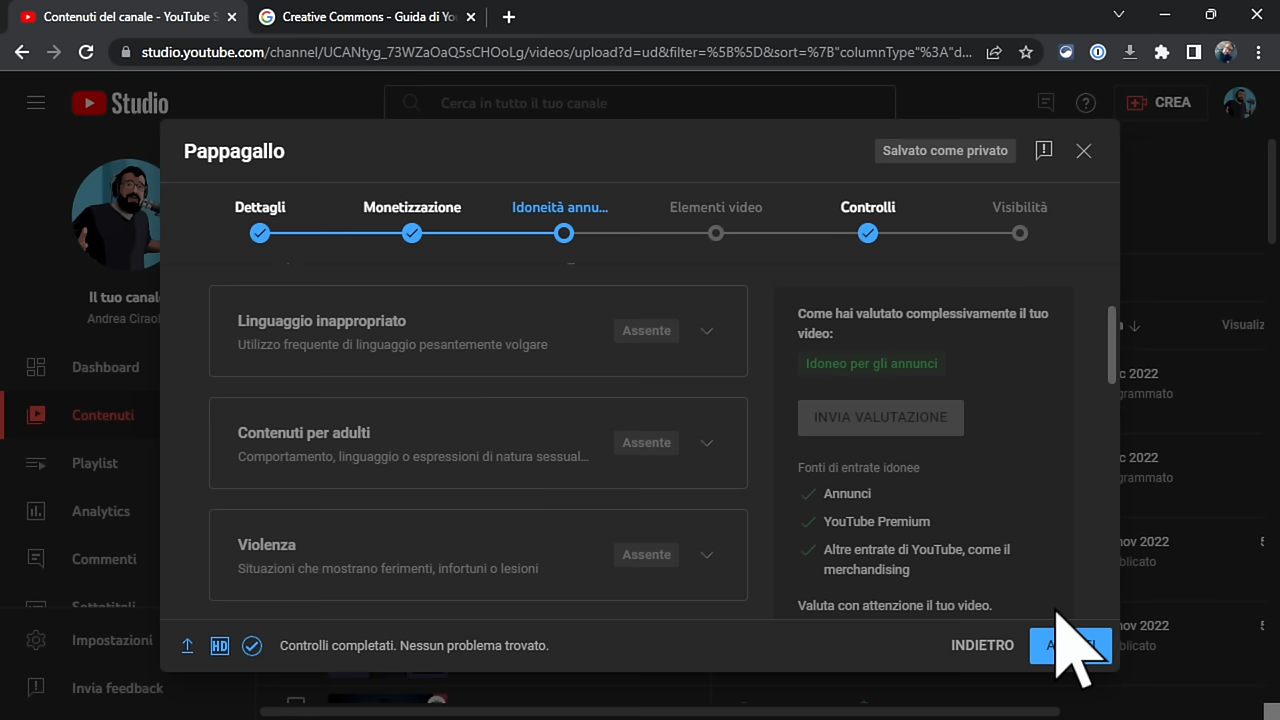 Contenuti del canale - YouTube S
Creative Commons - Guida di Yo
studio.youtube.com/channel/UCANtyg_73WZaOaQ5sCHOoLg/videos/upload?d=ud&filter=%5B%5D&sort=%7B"columnType"%3A"d...
Studio
Cerca in tutto il tuo canale
CREA
Pappagallo
Salvato come privato
Dettagli
Monetizzazione
Idoneità annu...
Elementi video
Controlli
Visibilità
Il tuo canale
Andrea Cirao
Dashboard
Contenuti
Playlist
Analytics
Commenti
Sottotitoli
Impostazioni
Invia feedback
Linguaggio inappropriato
Utilizzo frequente di linguaggio pesantemente volgare
Assente
Contenuti per adulti
Comportamento, linguaggio o espressioni di natura sessual...
Assente
Violenza
Situazioni che mostrano ferimenti, infortuni o lesioni
Assente
Come hai valutato complessivamente il tuo
video:
Idoneo per gli annunci
INVIA VALUTAZIONE
Fonti di entrate idonee
Annunci
YouTube Premium
Altre entrate di YouTube, come il
merchandising
Valuta con attenzione il tuo video.
Visualiz
c 2022
grammato
c 2022
grammato
nov 2022
blicato
nov 2022
blicato
HD
Controlli completati. Nessun problema trovato.
INDIETRO